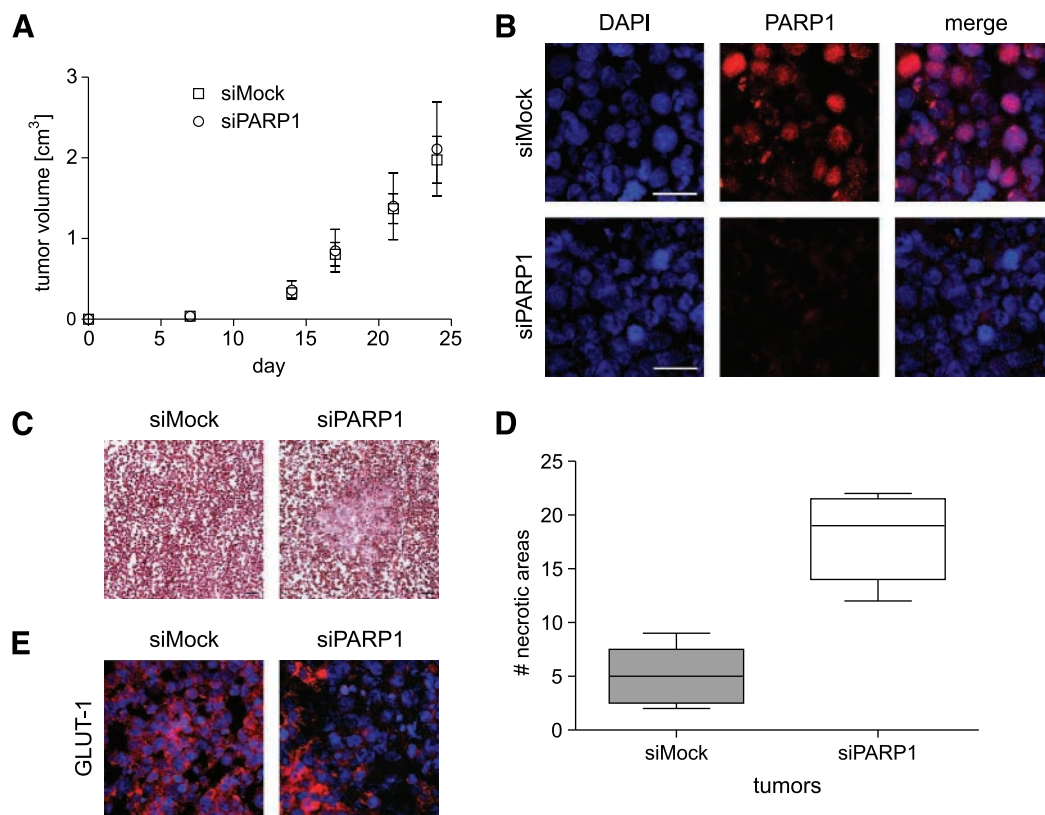 A
tumor volume [cm³]
3
2
1
0
0 5 10 15 20 25
day
siMock
siPARP1
B
DAPI PARP1 merge
siMock
siPARP1
C
siMock siPARP1
D
# necrotic areas
25
20
15
10
5
0
siMock siPARP1
tumors
E
siMock siPARP1
GLUT-1